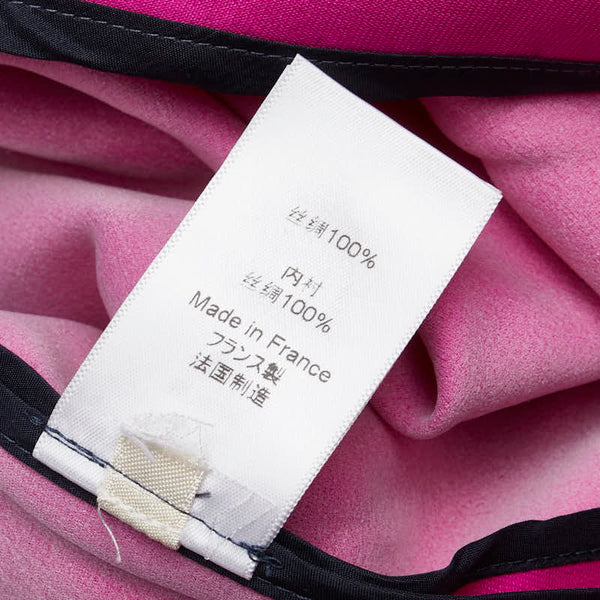 丝绸100%
内衬
丝绸100%
Made in France
フランス製
法国制造